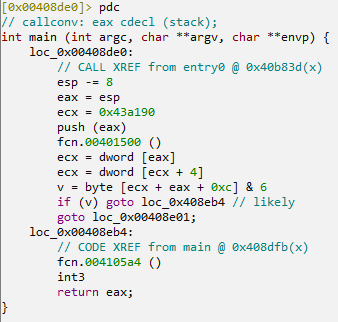 [0x00408de0]> pdc
// callconv: eax cdecl (stack);
int main (int argc, char **argv, char **envp) {
    loc_0x00408de0:
        // CALL XREF from entry0 @ 0x40b83d(x)
        esp -= 8
        eax = esp
        ecx = 0x43a190
        push (eax)
        fcn.00401500 ()
        ecx = dword [eax]
        ecx = dword [ecx + 4]
        v = byte [ecx + eax + 0xc] & 6
        if (v) goto loc_0x408eb4 // likely
        goto loc_0x00408e01;
    loc_0x00408eb4:
        // CODE XREF from main @ 0x408dfb(x)
        fcn.004105a4 ()
        int3
        return eax;
}